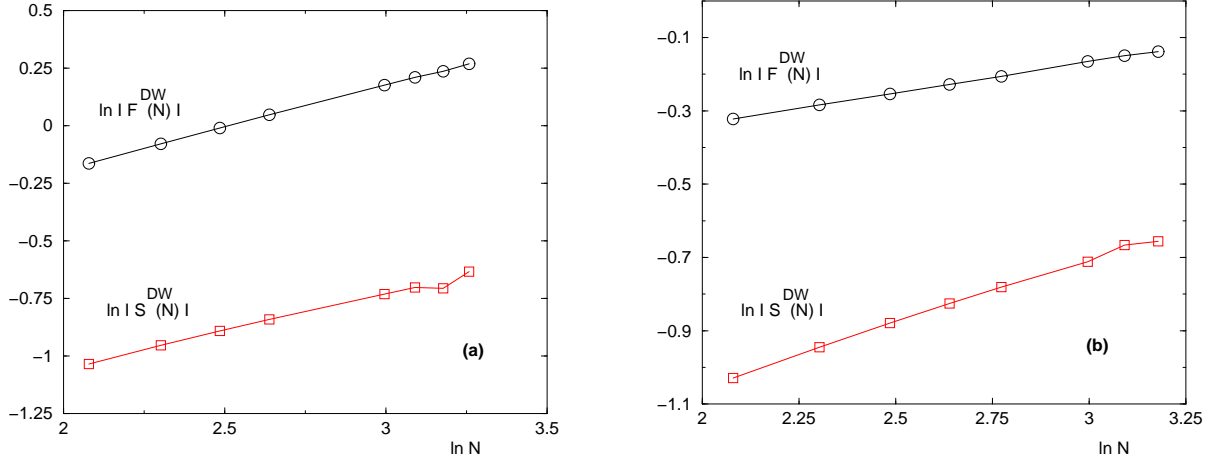 0.5
0.25
DW
ln I F (N) I
0
−0.25
−0.5
−0.75
DW
ln I S (N) I
−1
(a)
−1.25
2
2.5
3
3.5
ln N
−0.1
DW
ln I F (N) I
−0.3
−0.5
−0.7
DW
ln I S (N) I
−0.9
(b)
−1.1
2
2.25
2.5
2.75
3
3.25
ln N